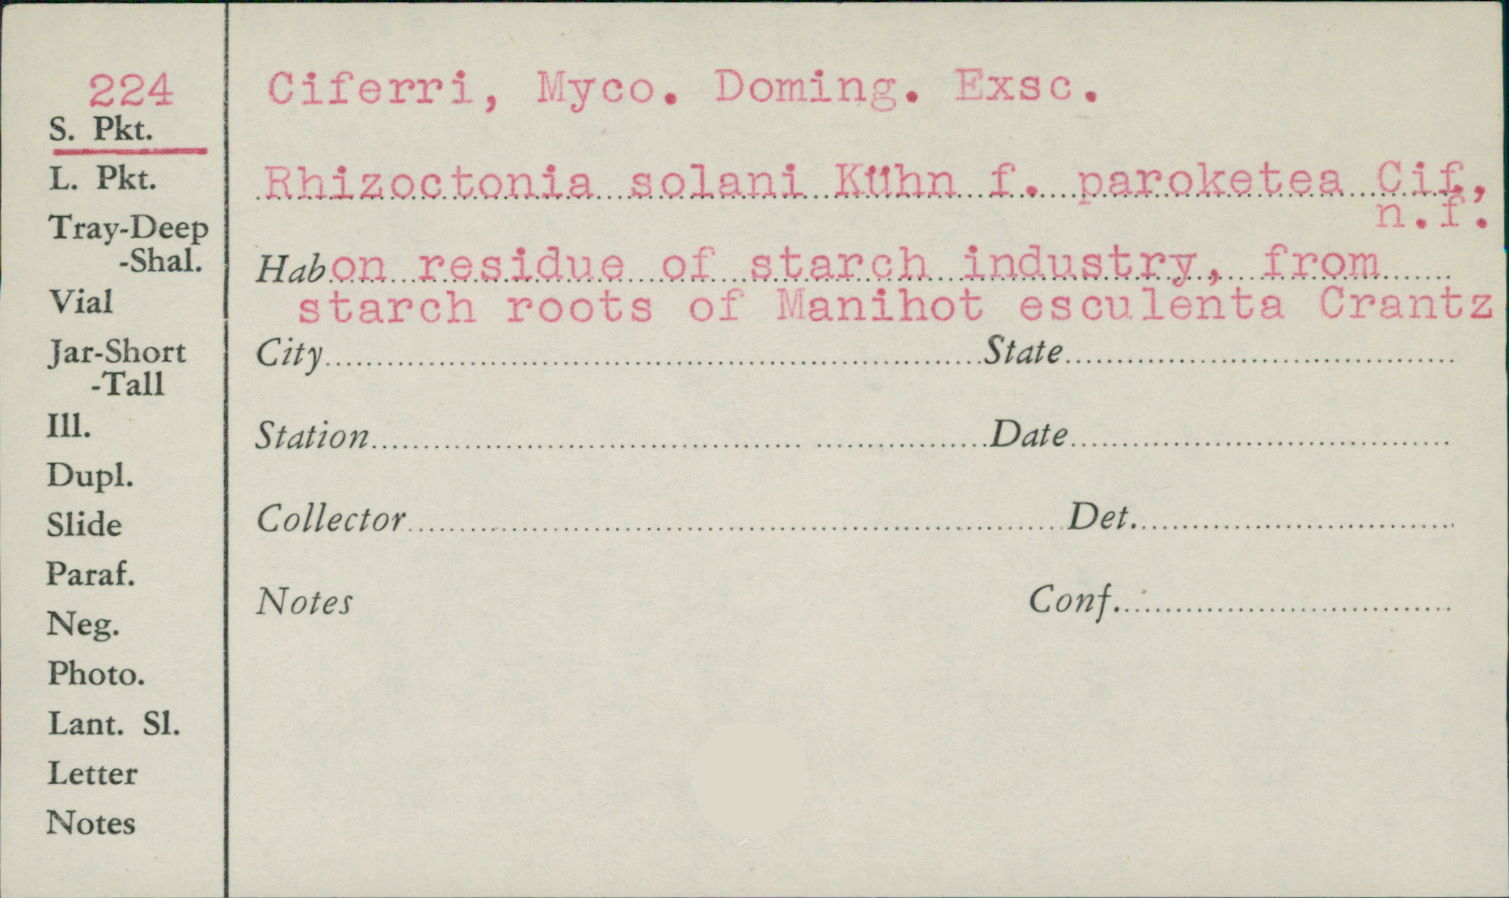 224
S. Pkt.
L. Pkt.
Tray-Deep
-Shal.
Vial
Jar-Short
-Tall
Ill.
Dupl.
Slide
Paraf.
Neg.
Photo.
Lant. Sl.
Letter
Notes
Ciferri, Myco. Doming. Exsc.
Rhizoctonia solani Kühn f. paroketea Cif,
n.f.
Hab on residue of starch industry, from
starch roots of Manihot esculenta Crantz
City State
Station Date
Collector Det.
Notes Conf.